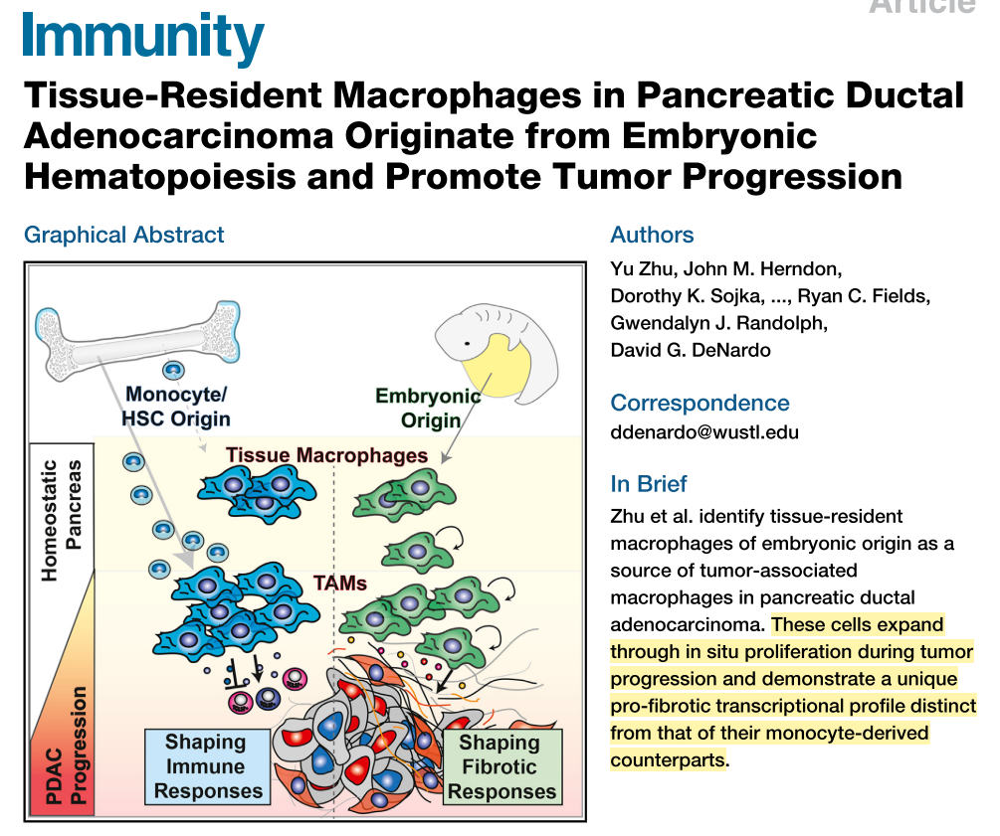 Article
Immunity
Tissue-Resident Macrophages in Pancreatic Ductal
Adenocarcinoma Originate from Embryonic
Hematopoiesis and Promote Tumor Progression
Graphical Abstract
Monocyte/
HSC Origin
Embryonic
Origin
Homeostatic
Pancreas
Tissue Macrophages
TAMs
PDAC
Progression
Shaping
Immune
Responses
Shaping
Fibrotic
Responses
Authors
Yu Zhu, John M. Herndon,
Dorothy K. Sojka, ..., Ryan C. Fields,
Gwendalyn J. Randolph,
David G. DeNardo
Correspondence
ddenardo@wustl.edu
In Brief
Zhu et al. identify tissue-resident
macrophages of embryonic origin as a
source of tumor-associated
macrophages in pancreatic ductal
adenocarcinoma. These cells expand
through in situ proliferation during tumor
progression and demonstrate a unique
pro-fibrotic transcriptional profile distinct
from that of their monocyte-derived
counterparts.